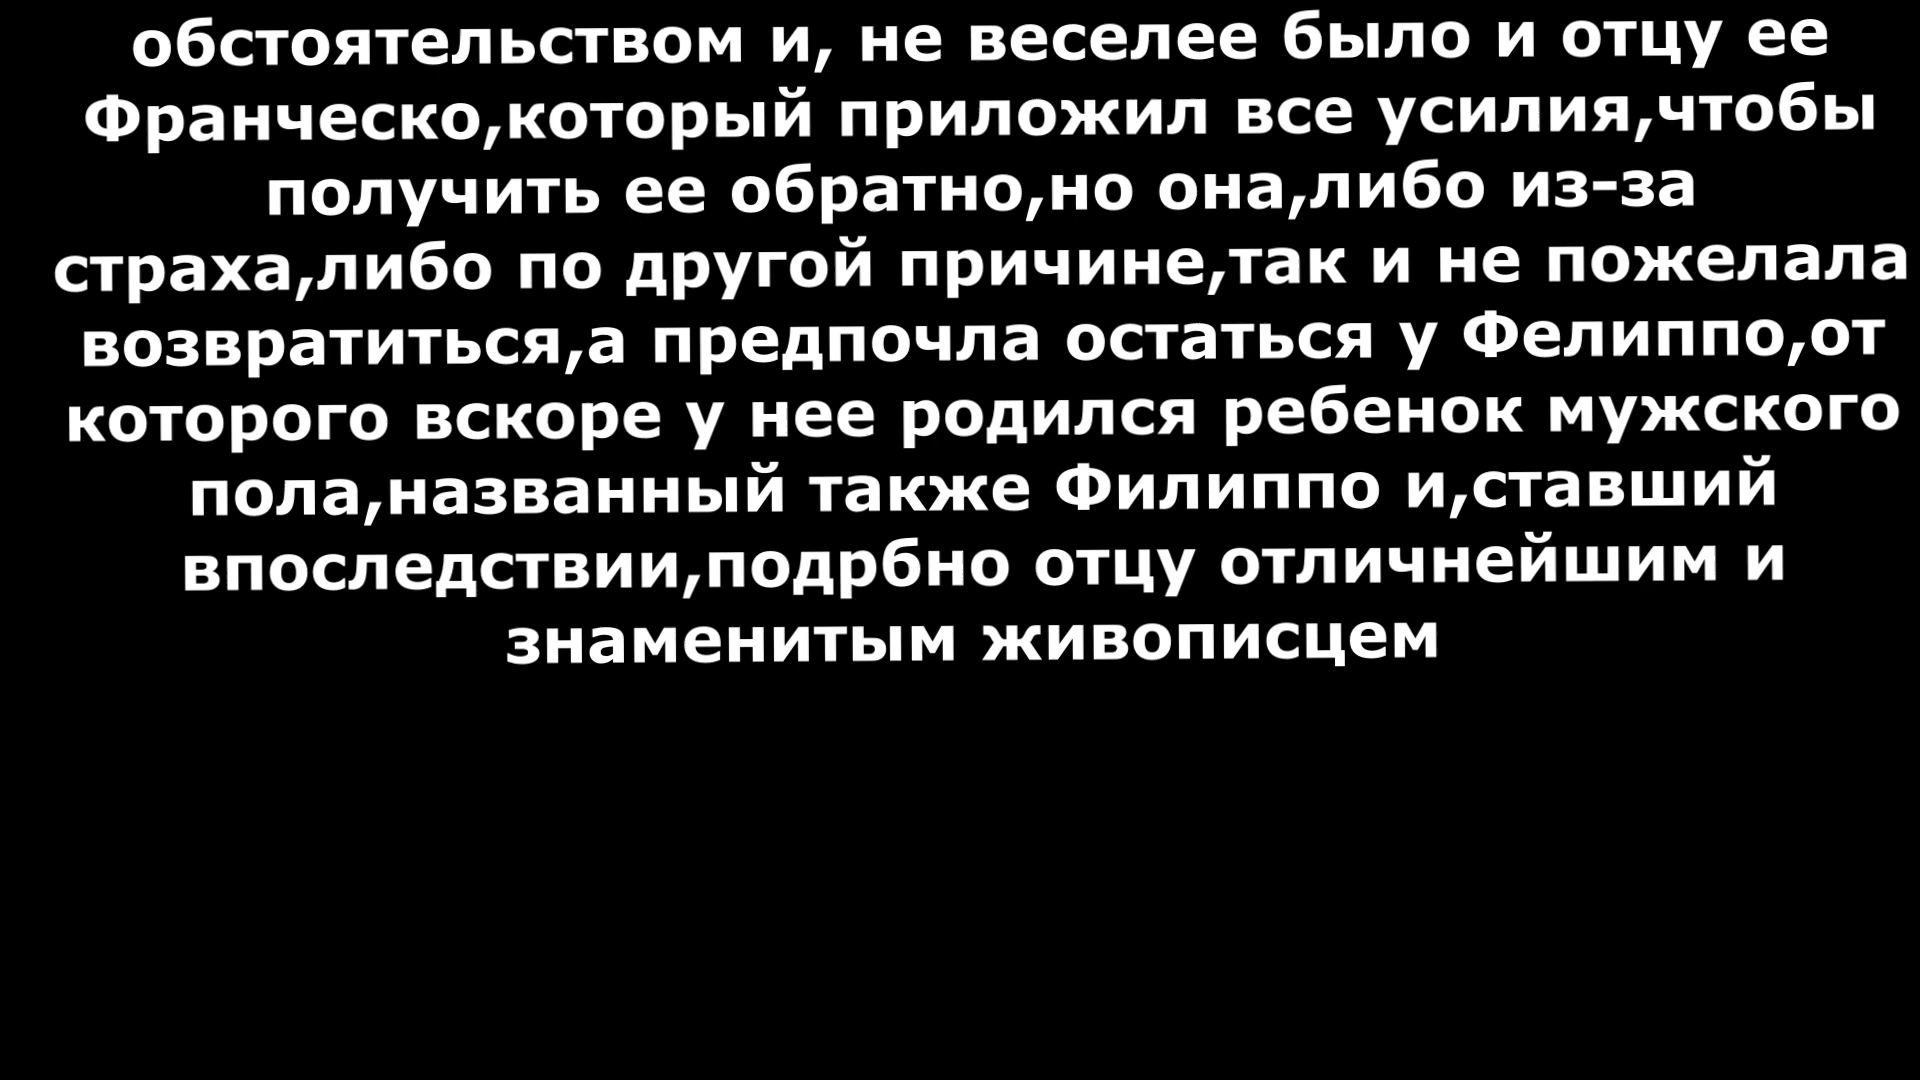 обстоятельством и, не веселее было и отцу ее
Франческо,который приложил все усилия,чтобы
получить ее обратно,но она,либо из-за
страха,либо по другой причине,так и не пожелала
возвратиться,а предпочла остаться у Фелиппо,от
которого вскоре у нее родился ребенок мужского
пола,названный также Филиппо и,ставший
впоследствии,подрбно отцу отличнейшим и
знаменитым живописцем